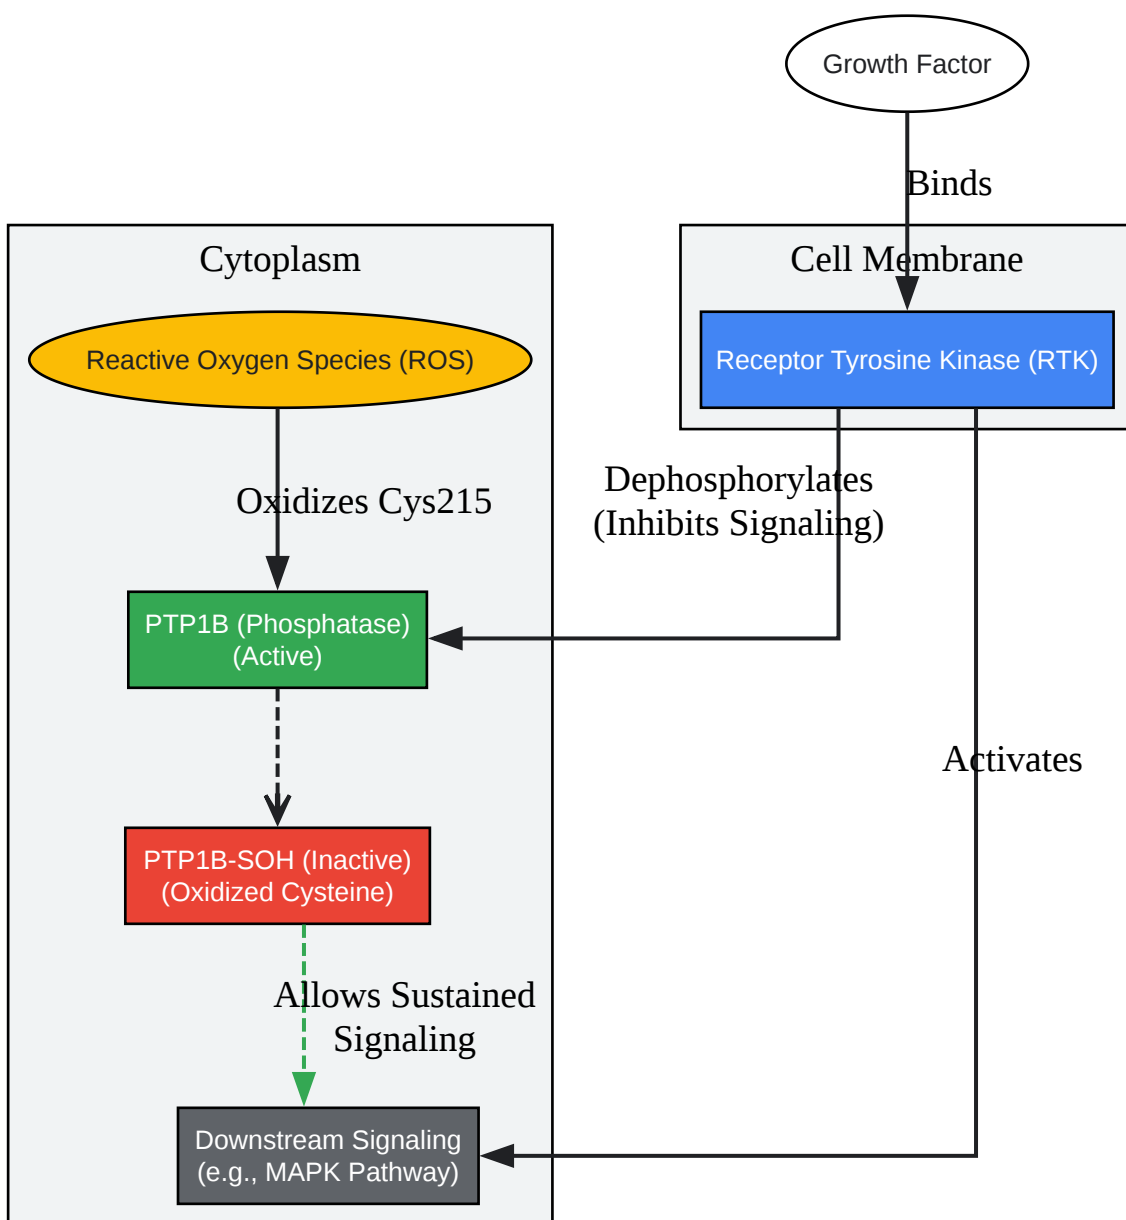 Growth Factor
Binds
Cytoplasm
Cell Membrane
Reactive Oxygen Species (ROS)
Receptor Tyrosine Kinase (RTK)
Oxidizes Cys215
Dephosphorylates
(Inhibits Signaling)
PTP1B (Phosphatase)
(Active)
Activates
PTP1B-SOH (Inactive)
(Oxidized Cysteine)
Allows Sustained
Signaling
Downstream Signaling
(e.g., MAPK Pathway)